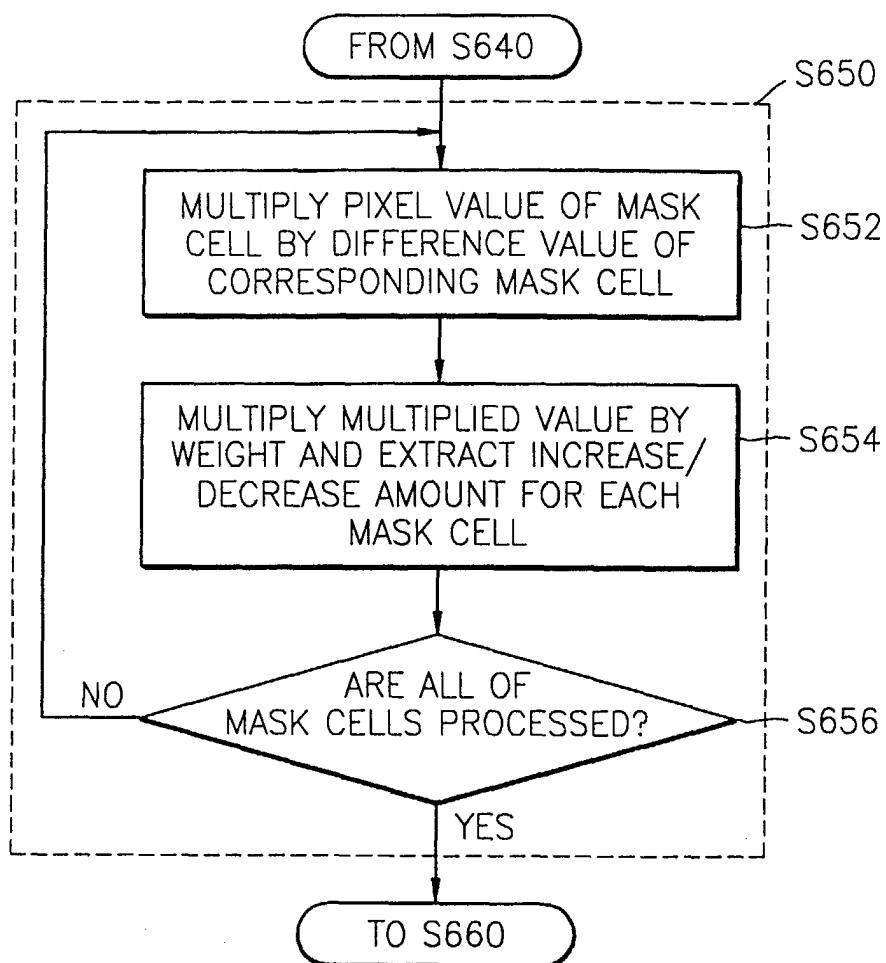 FROM S640
S650
MULTIPLY PIXEL VALUE OF MASK
CELL BY DIFFERENCE VALUE OF
CORRESPONDING MASK CELL
S652
MULTIPLY MULTIPLIED VALUE BY
WEIGHT AND EXTRACT INCREASE/
DECREASE AMOUNT FOR EACH
MASK CELL
S654
ARE ALL OF
MASK CELLS PROCESSED?
NO
S656
YES
TO S660